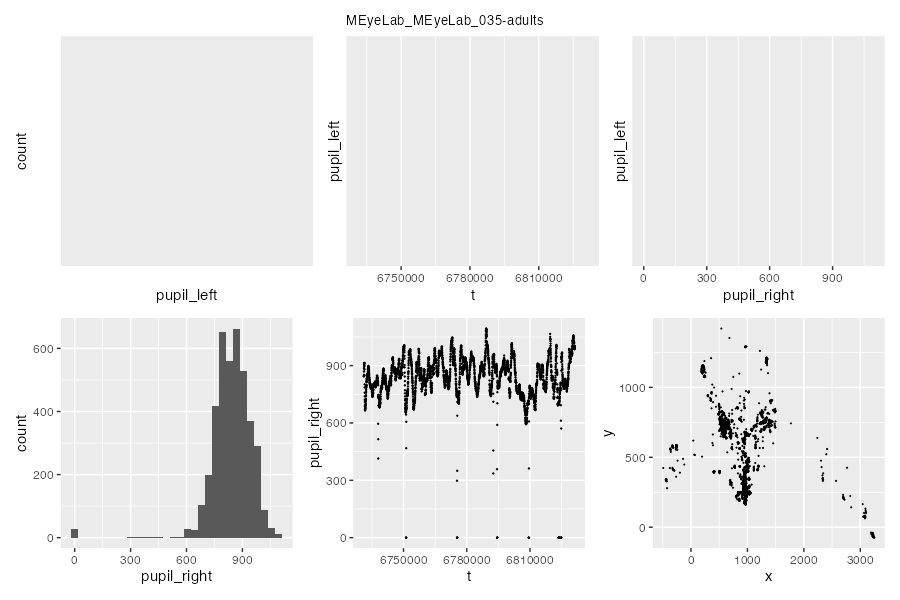 MEyeLab_MEyeLab_035-adults
count
pupil_left
pupil_left
6750000 6780000 6810000
t
pupil_left
0 300 600 900
pupil_right
count
600
400
200
0
0 300 600 900
pupil_right
pupil_right
900
600
300
0
6750000 6780000 6810000
t
y
1000
500
0
0 1000 2000 3000
x